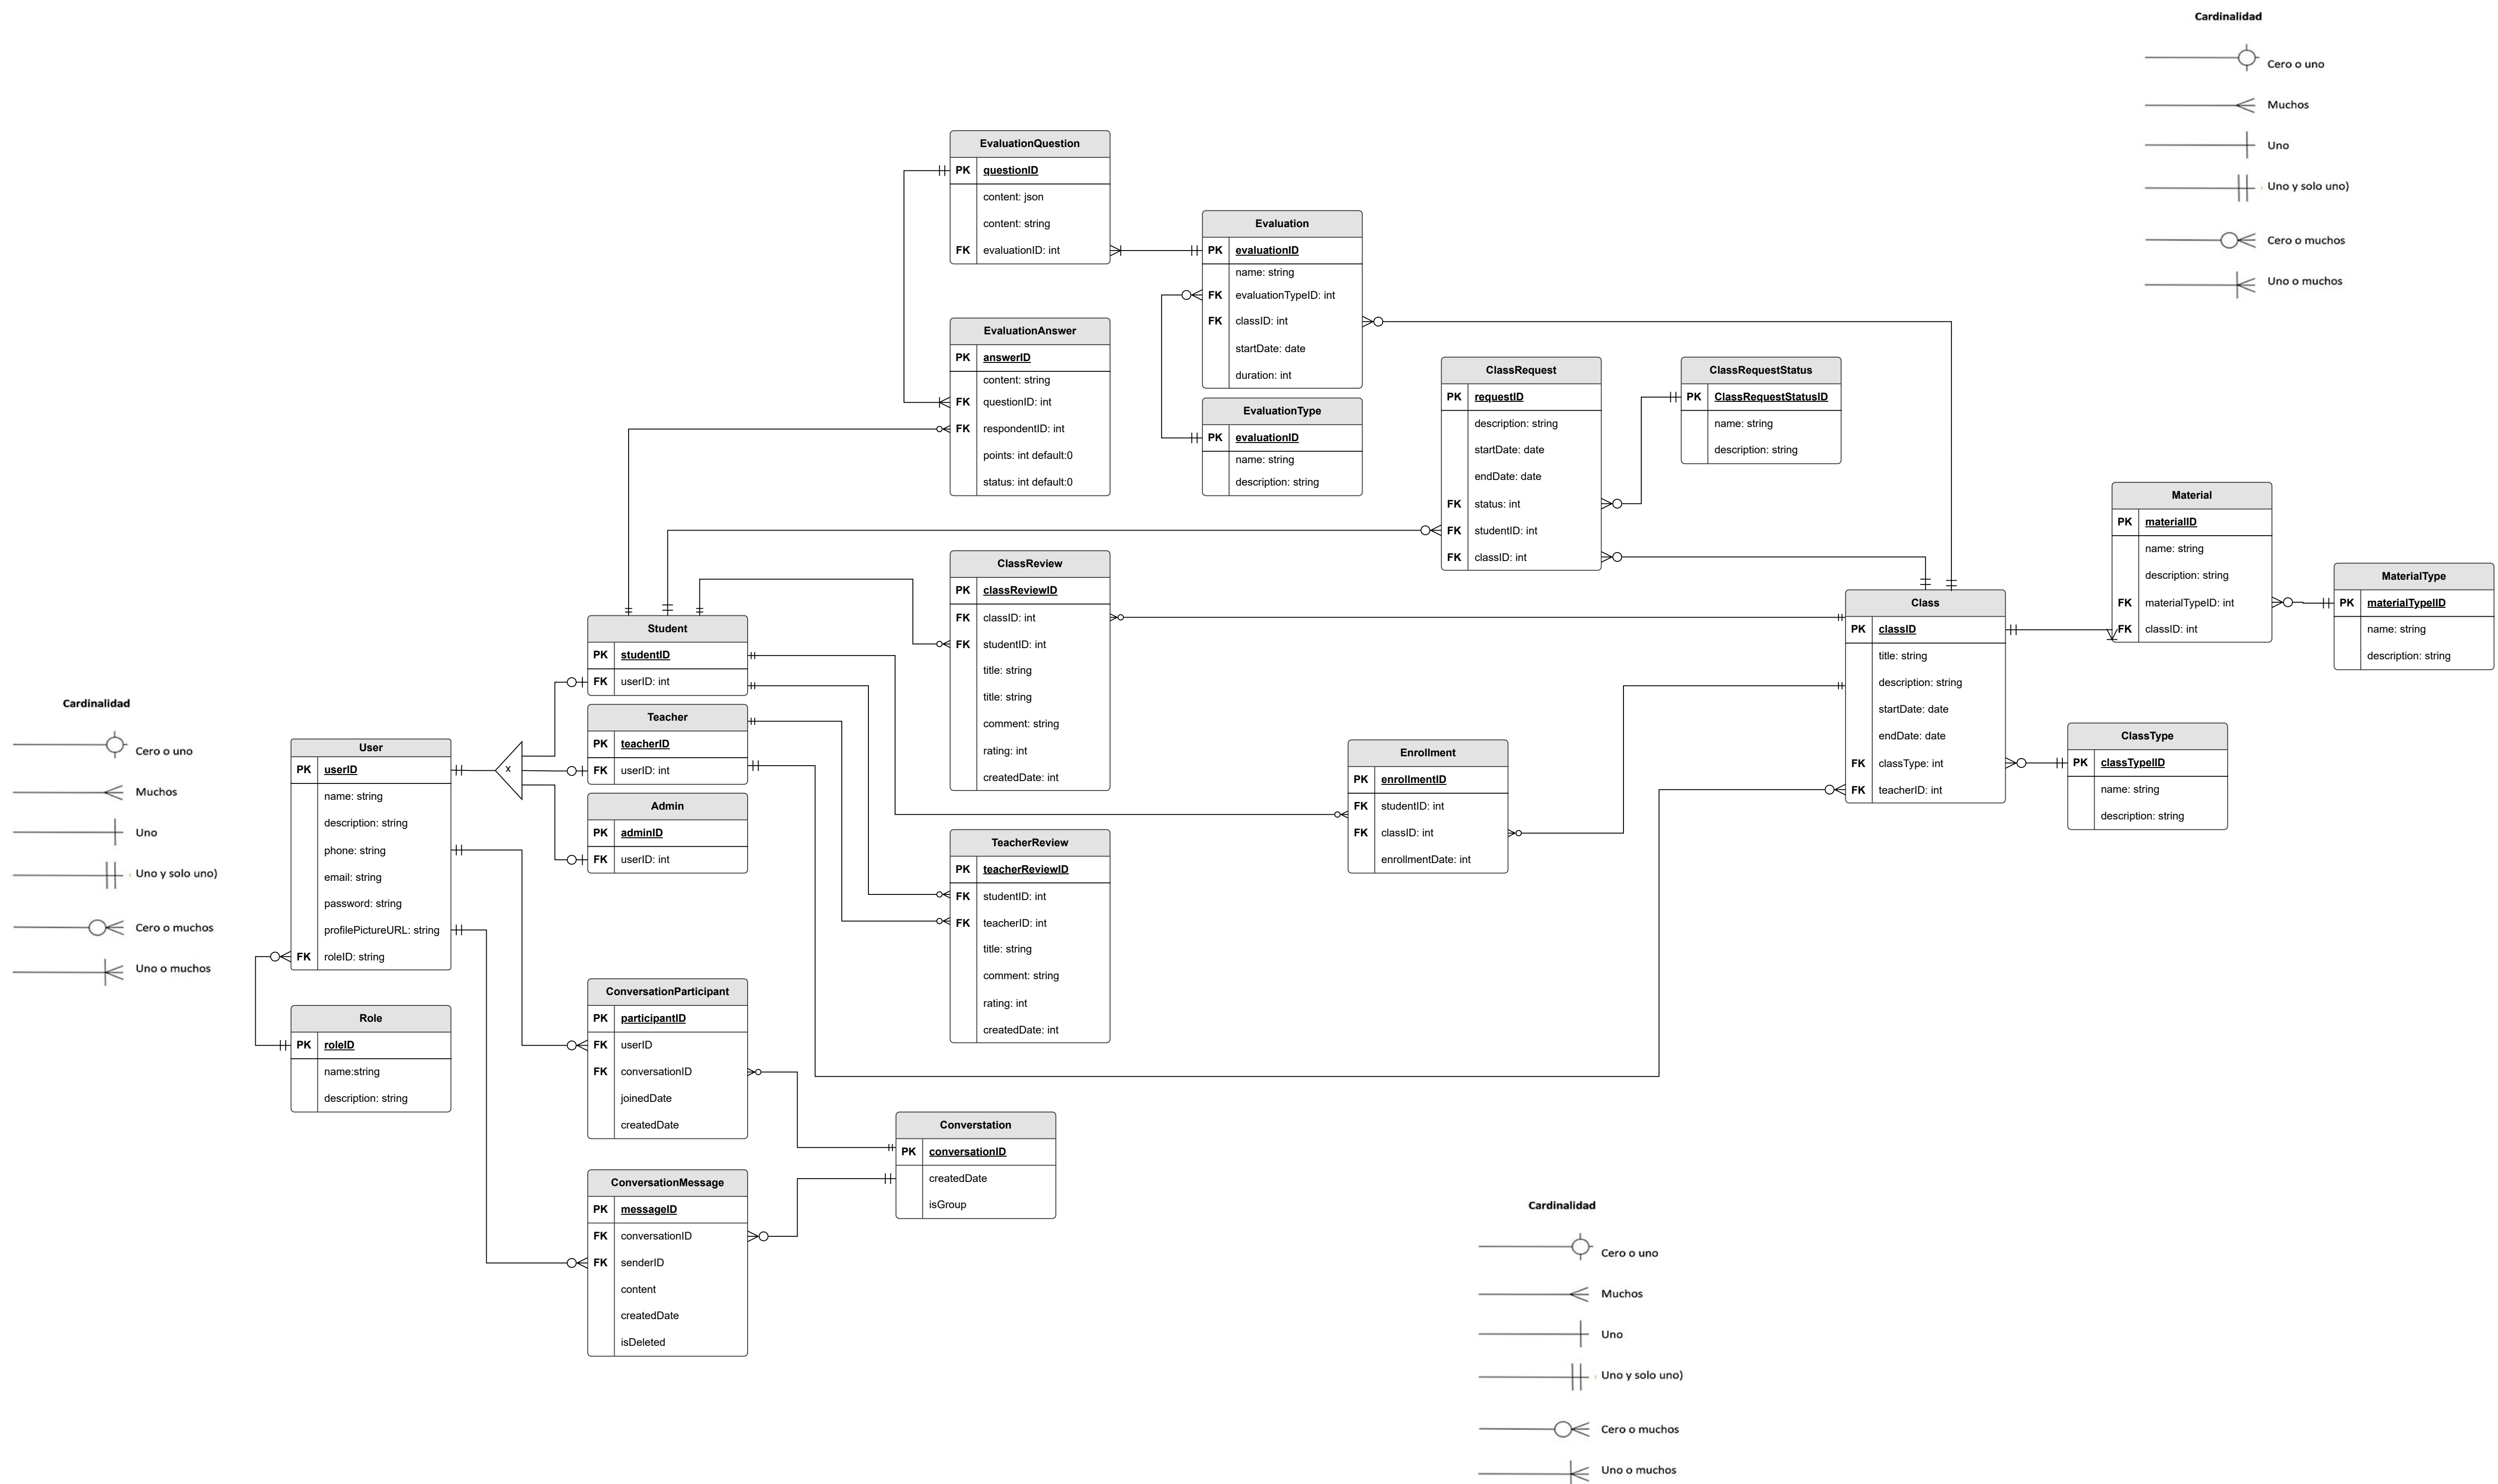 Cardinalidad
Cero o uno
Muchos
Uno
Uno y solo uno)
Cero o muchos
Uno o muchos
EvaluationQuestion
PK questionID
content: json
content: string
FK evaluationID: int
Evaluation
PK evaluationID
name: string
FK evaluationTypeID: int
FK classID: int
startDate: date
duration: int
EvaluationAnswer
PK answerID
content: string
FK questionID: int
FK respondentID: int
points: int default:0
status: int default:0
EvaluationType
PK evaluationID
name: string
description: string
ClassRequest
PK requestID
description: string
startDate: date
endDate: date
FK status: int
FK studentID: int
FK classID: int
ClassRequestStatus
PK ClassRequestStatusID
name: string
description: string
Material
PK materialID
name: string
description: string
FK materialTypeID: int
FK classID: int
MaterialType
PK materialTypeIID
name: string
description: string
ClassReview
PK classReviewID
FK classID: int
FK studentID: int
title: string
title: string
comment: string
rating: int
createdDate: int
Class
PK classID
title: string
description: string
startDate: date
endDate: date
FK classType: int
FK teacherID: int
ClassType
PK classTypeIID
name: string
description: string
Student
PK studentID
FK userID: int
Teacher
PK teacherID
FK userID: int
Admin
PK adminID
FK userID: int
Cardinalidad
Cero o uno
Muchos
Uno
Uno y solo uno)
Cero o muchos
Uno o muchos
User
PK userID
name: string
description: string
phone: string
email: string
password: string
profilePictureURL: string
FK roleID: string
x
Role
PK roleID
name:string
description: string
Enrollment
PK enrollmentID
FK studentID: int
FK classID: int
enrollmentDate: int
TeacherReview
PK teacherReviewID
FK studentID: int
FK teacherID: int
title: string
comment: string
rating: int
createdDate: int
ConversationParticipant
PK participantID
FK userID
FK conversationID
joinedDate
createdDate
Converstation
PK conversationID
createdDate
isGroup
ConversationMessage
PK messageID
FK conversationID
FK senderID
content
createdDate
isDeleted
Cardinalidad
Cero o uno
Muchos
Uno
Uno y solo uno)
Cero o muchos
Uno o muchos